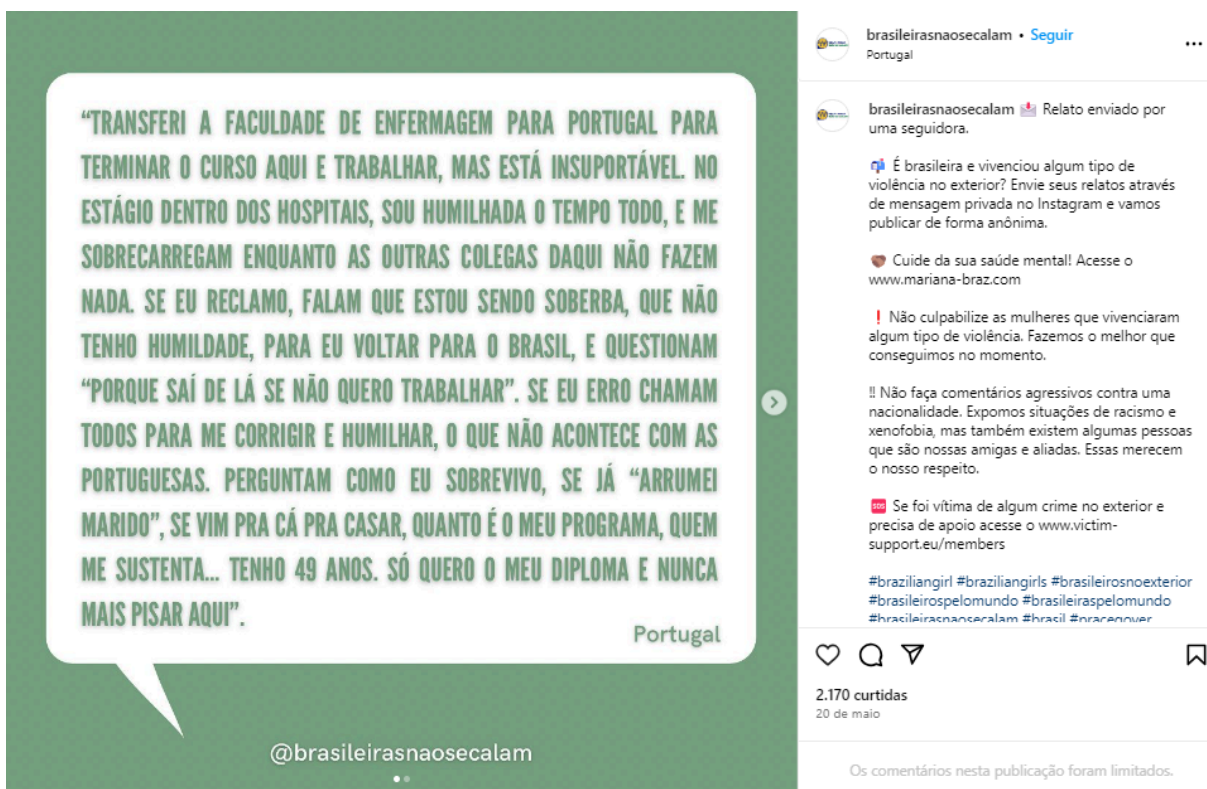 “TRANSFERI A FACULDADE DE ENFERMAGEM PARA PORTUGAL PARA
TERMINAR O CURSO AQUI E TRABALHAR, MAS ESTÁ INSUPORTÁVEL. NO
ESTÁGIO DENTRO DOS HOSPITAIS, SOU HUMILHADA O TEMPO TODO, E ME
SOBRECARREGAM ENQUANTO AS OUTRAS COLEGAS DAQUI NÃO FAZEM
NADA. SE EU RECLAMO, FALAM QUE ESTOU SENDO SOBERBA, QUE NÃO
TENHO HUMILDADE, PARA EU VOLTAR PARA O BRASIL, E QUESTIONAM
“PORQUE SAÍ DE LÁ SE NÃO QUERO TRABALHAR”. SE EU ERRO CHAMAM
TODOS PARA ME CORRIGIR E HUMILHAR, O QUE NÃO ACONTECE COM AS
PORTUGUESAS. PERGUNTAM COMO EU SOBREVIVO, SE JÁ “ARRUMEI
MARIDO”, SE VIM PRA CÁ PRA CASAR, QUANTO É O MEU PROGRAMA, QUEM
ME SUSTENTA... TENHO 49 ANOS. SÓ QUERO O MEU DIPLOMA E NUNCA
MAIS PISAR AQUI”.
Portugal
@brasileirasnaosecalam
brasileirasnaosecalam • Seguir
Portugal
brasileirasnaosecalam 📩 Relato enviado por
uma seguidora.
📬 É brasileira e vivenciou algum tipo de
violência no exterior? Envie seus relatos através
de mensagem privada no Instagram e vamos
publicar de forma anônima.
🤝🏽 Cuide da sua saúde mental! Acesse o
www.mariana-braz.com
❗ Não culpabilize as mulheres que vivenciaram
algum tipo de violência. Fazemos o melhor que
conseguimos no momento.
‼ Não faça comentários agressivos contra uma
nacionalidade. Expomos situações de racismo e
xenofobia, mas também existem algumas pessoas
que são nossas amigas e aliadas. Essas merecem
o nosso respeito.
🆘 Se foi vítima de algum crime no exterior e
precisa de apoio acesse o www.victim-
support.eu/members
#braziliangirl #braziliangirls #brasileirosnoexterior
#brasileirospelomundo #brasileiraspelomundo
#brasileirasnaosecalam #brasil #pracegover
2.170 curtidas
20 de maio
Os comentários nesta publicação foram limitados.